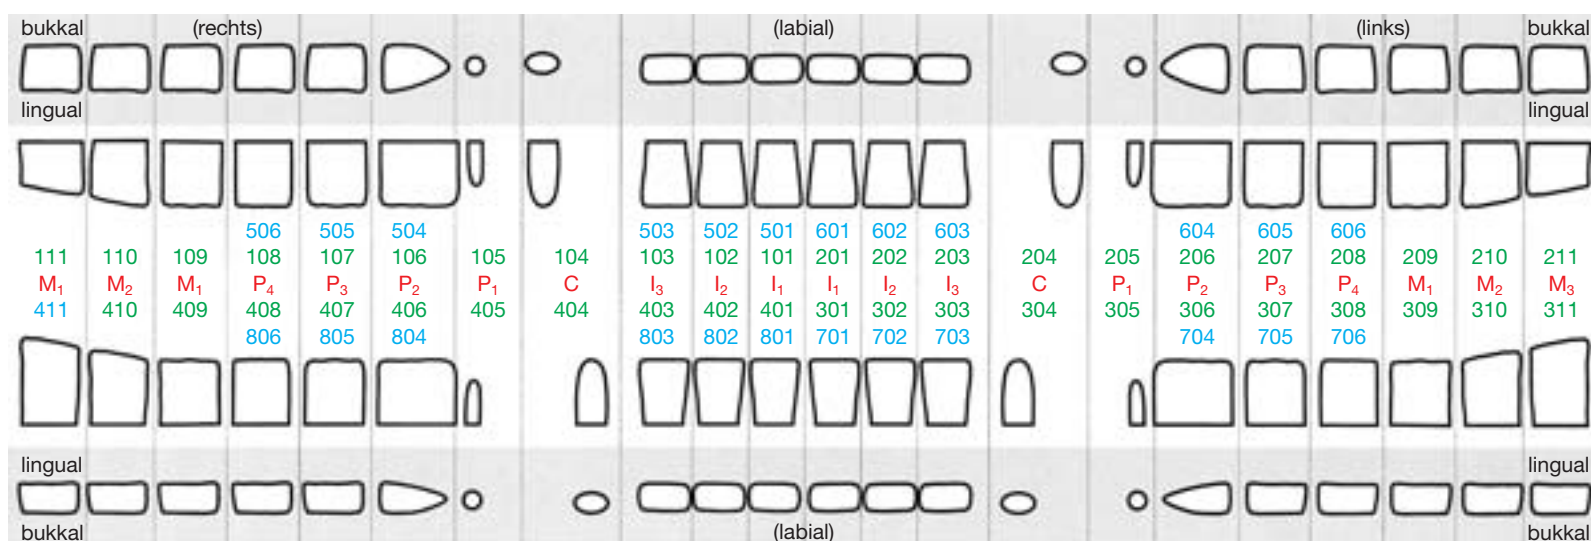 bukkal (rechts) (labial) (links) bukkal
lingual lingual
506 505 504 503 502 501 601 602 603 604 605 606
111 110 109 108 107 106 105 104 103 102 101 201 202 203 204 205 206 207 208 209 210 211
M₁ M₂ M₁ P₄ P₃ P₂ P₁ C I₃ I₂ I₁ I₁ I₂ I₃ C P₁ P₂ P₃ P₄ M₁ M₂ M₃
411 410 409 408 407 406 405 404 403 402 401 301 302 303 304 305 306 307 308 309 310 311
806 805 804 803 802 801 701 702 703 704 705 706
lingual lingual
bukkal (labial) bukkal